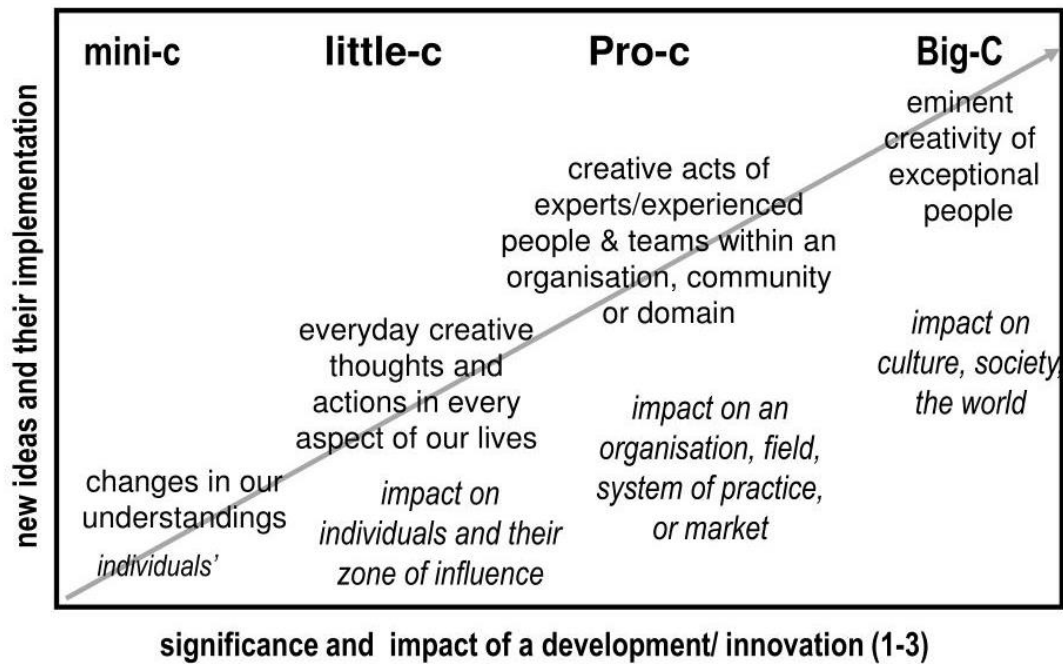 mini-c
little-c
Pro-c
Big-C
new ideas and their implementation
changes in our
understandings
individuals’
everyday creative
thoughts and
actions in every
aspect of our lives
impact on
individuals and their
zone of influence
creative acts of
experts/experienced
people & teams within an
organisation, community
or domain
impact on an
organisation, field,
system of practice,
or market
eminent
creativity of
exceptional
people
impact on
culture, society,
the world
significance and impact of a development/ innovation (1-3)